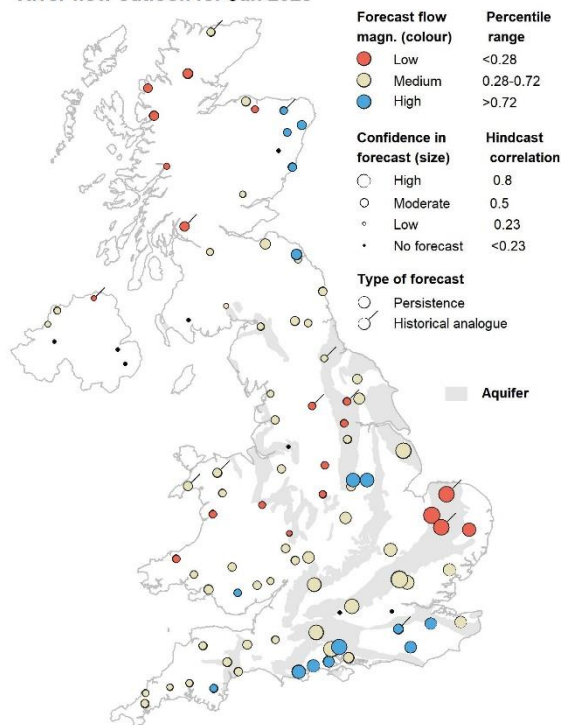 Forecast flow Percentile
magn. (colour) range
Low <0.28
Medium 0.28-0.72
High >0.72
Confidence in Hindcast
forecast (size) correlation
High 0.8
Moderate 0.5
Low 0.23
No forecast <0.23
Type of forecast
Persistence
Historical analogue
Aquifer